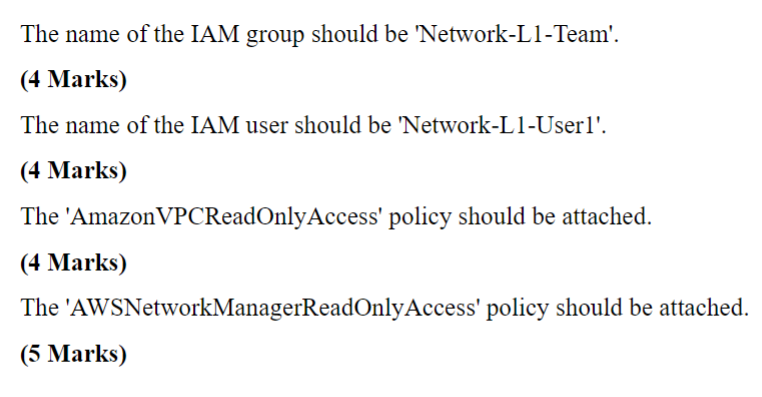 The name of the IAM group should be 'Network-L1-Team'.
(4 Marks)
The name of the IAM user should be 'Network-L1-User1'.
(4 Marks)
The 'AmazonVPCReadOnlyAccess' policy should be attached.
(4 Marks)
The 'AWSNetworkManagerReadOnlyAccess' policy should be attached.
(5 Marks)